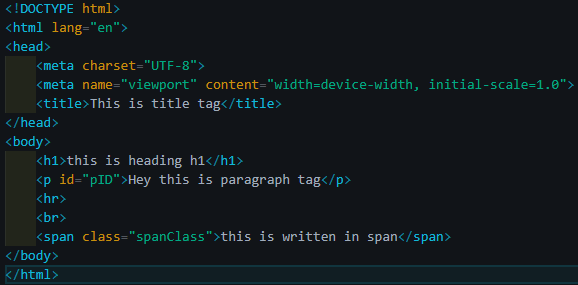 <!DOCTYPE html>
<html lang="en">
<head>
    <meta charset="UTF-8">
    <meta name="viewport" content="width=device-width, initial-scale=1.0">
    <title>This is title tag</title>
</head>
<body>
    <h1>this is heading h1</h1>
    <p id="pID">Hey this is paragraph tag</p>
    <hr>
    <br>
    <span class="spanClass">this is written in span</span>
</body>
</html>